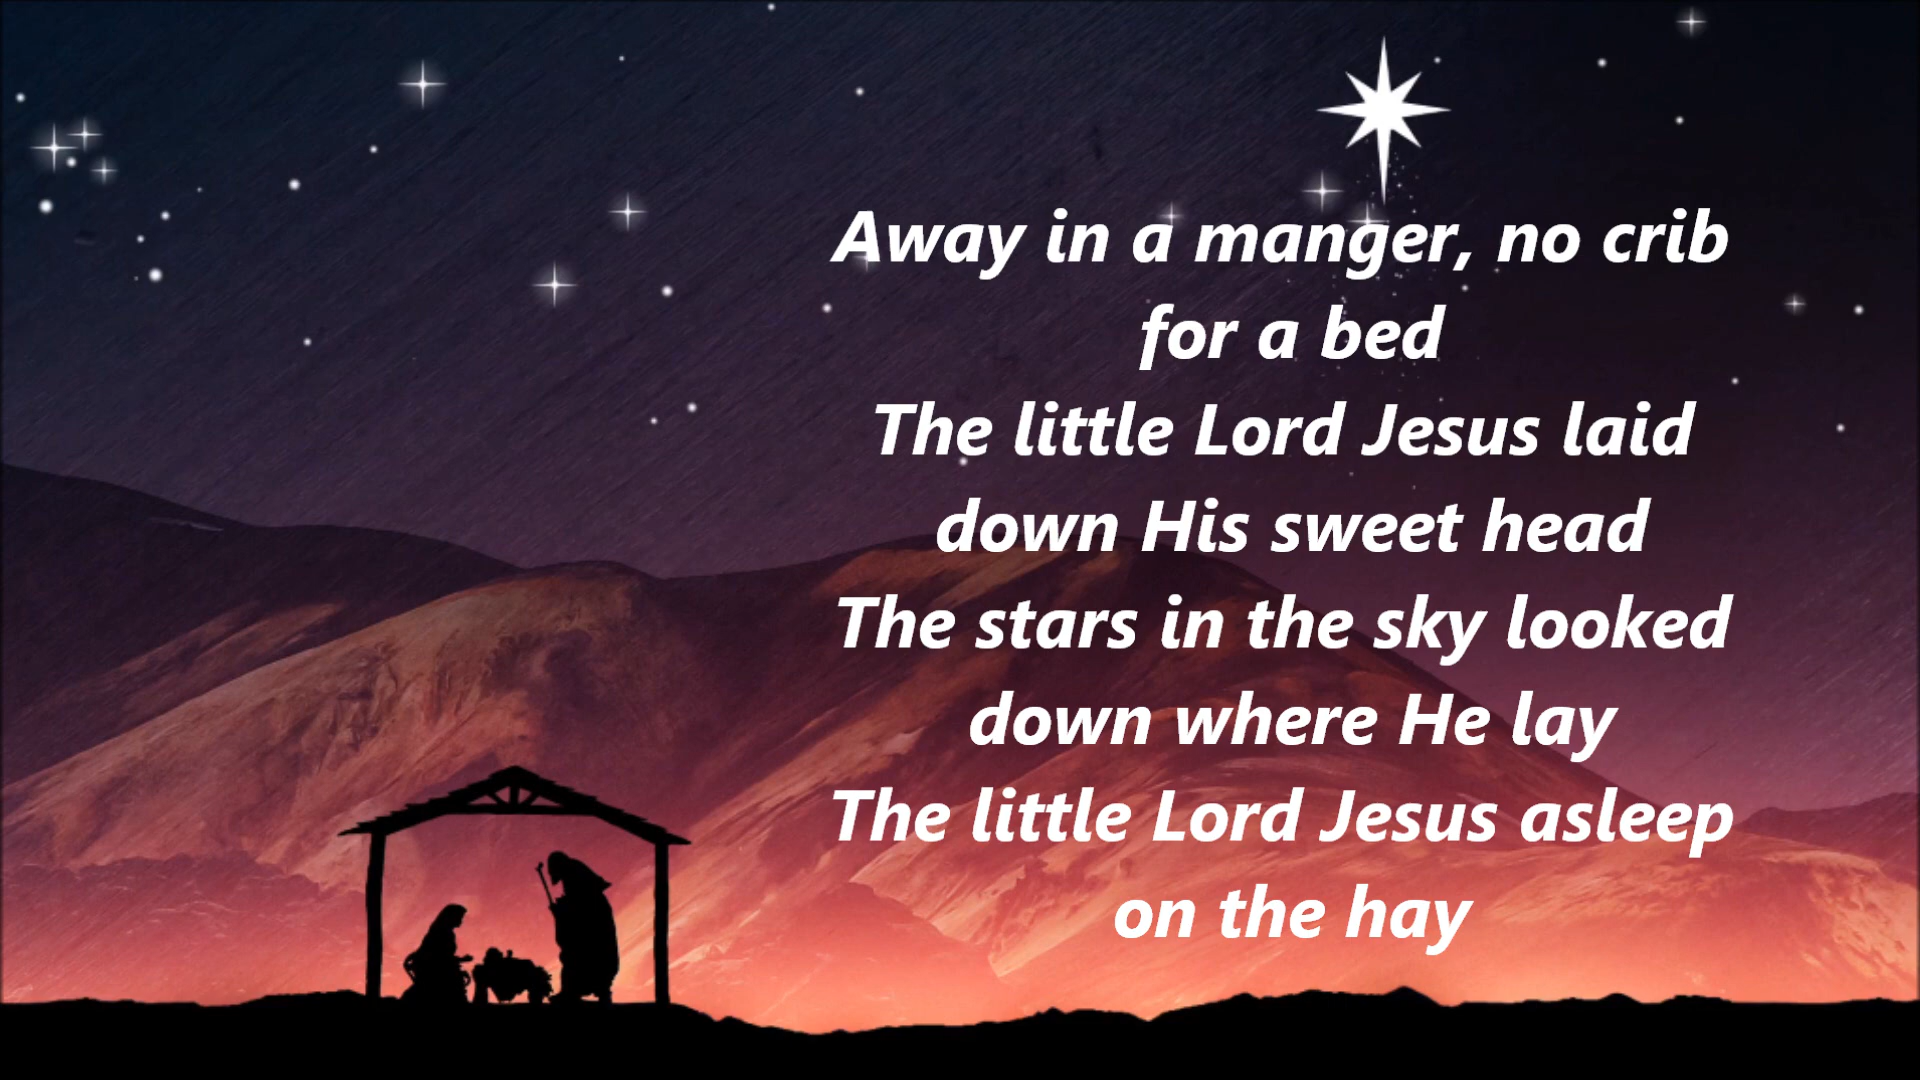 Away in a manger, no crib
for a bed
The little Lord Jesus laid
down His sweet head
The stars in the sky looked
down where He lay
The little Lord Jesus asleep
on the hay